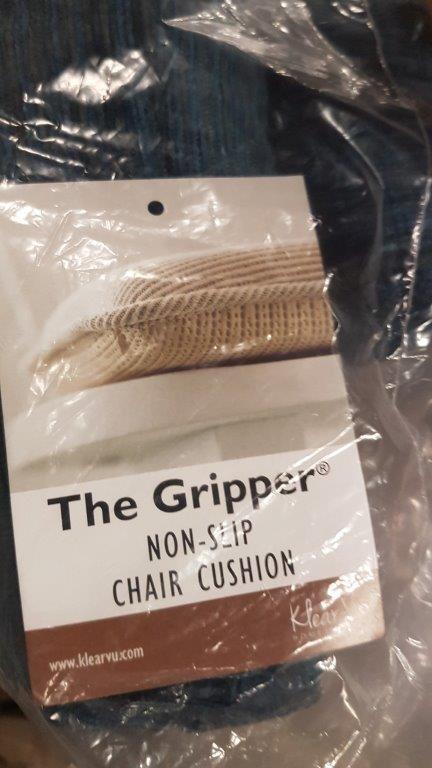 The Gripper®
NON-SLIP
CHAIR CUSHION
www.klearvu.com